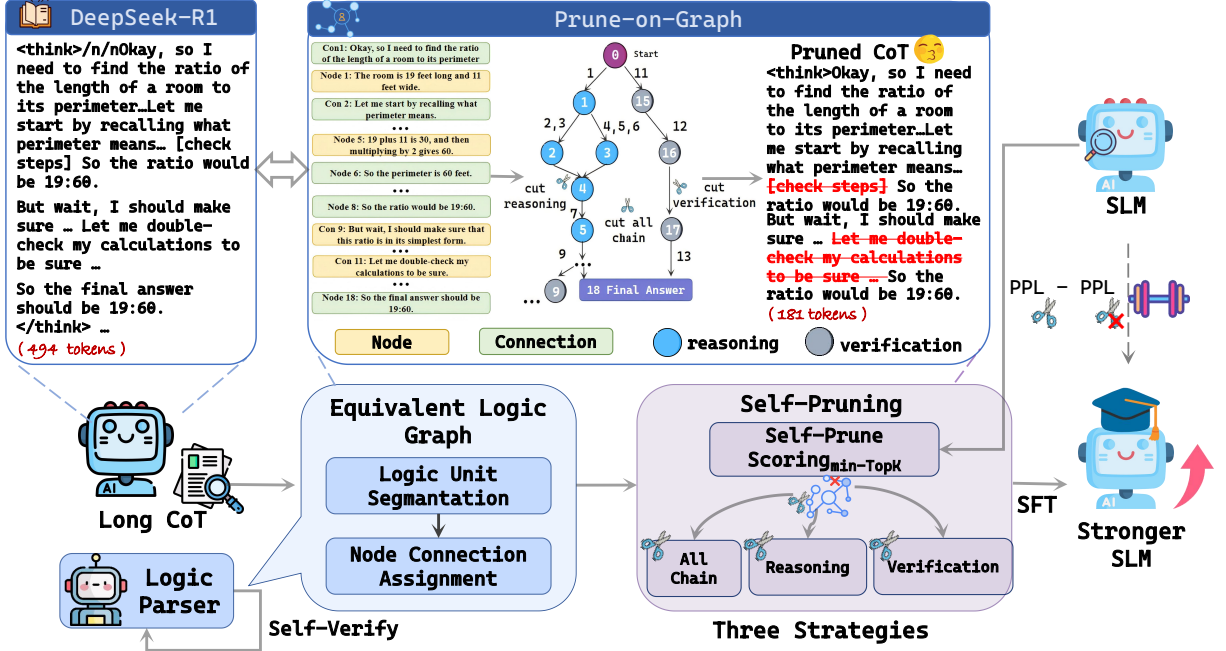 DeepSeek-R1
<think>/n/nOkay, so I
need to find the ratio of
the length of a room to
its perimeter…Let me
start by recalling what
perimeter means… [check
steps] So the ratio would
be 19:60.
But wait, I should make
sure … Let me double-
check my calculations to
be sure …
So the final answer
should be 19:60.
</think> …
(494 tokens)
Prune-on-Graph
Con1: Okay, so I need to find the ratio
of the length of a room to its perimeter
Node 1: The room is 19 feet long and 11
feet wide.
Con 2: Let me start by recalling what
perimeter means.
...
Node 5: 19 plus 11 is 30, and then
multiplying by 2 gives 60.
Node 6: So the perimeter is 60 feet.
...
Node 8: So the ratio would be 19:60.
Con 9: But wait, I should make sure that
this ratio is in its simplest form.
...
Con 11: Let me double-check my
calculations to be sure.
...
Node 18: So the final answer should be
19:60.
0
Start
1
11
1
15
2,3
4,5,6
12
2
3
16
cut
reasoning
4
cut
verification
7
cut all
chain
5
17
9
...
13
...
9
18 Final Answer
Node
Connection
reasoning
verification
Pruned CoT
<think>Okay, so I need
to find the ratio of
the length of a room
to its perimeter…Let
me start by recalling
what perimeter means…
[check steps] So the
ratio would be 19:60.
But wait, I should make
sure … Let me double-
check my calculations
to be sure … So the
ratio would be 19:60.
(181 tokens)
AI
SLM
PPL - PPL
AI
Long CoT
Logic
Parser
Self-Verify
Equivalent Logic
Graph
Logic Unit
Segmantation
Node Connection
Assignment
Self-Pruning
Self-Prune
Scoring min-TopK
All
Chain
Reasoning
Verification
Three Strategies
SFT
AI
Stronger
SLM